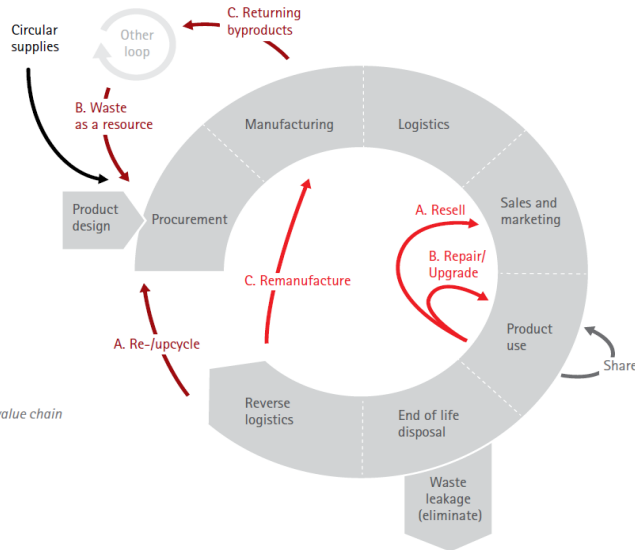 Circular
supplies
Other
loop
C. Returning
byproducts
B. Waste
as a resource
Manufacturing
Logistics
Product
design
Procurement
A. Resell
Sales and
marketing
B. Repair/
Upgrade
C. Remanufacture
A. Re-/upcycle
Product
use
Share
Reverse
logistics
End of life
disposal
value chain
Waste
leakage
(eliminate)